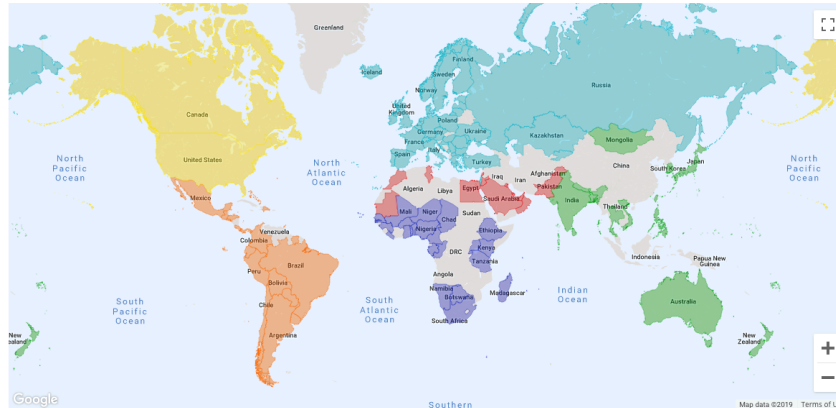 Greenland
Iceland
Finland
Sweden
Norway
Russia
Canada
United
Kingdom
Poland
Germany
Ukraine
Kazakhstan
Mongolia
France
Italy
Spain
Turkey
United States
North
Pacific
Ocean
North
Atlantic
Ocean
North
Pacific
Ocean
China
South Korea
Japan
Iraq
Iran
Afghanistan
Pakistan
Algeria
Libya
Egypt
Saudi Arabia
India
Thailand
Mexico
Mali
Niger
Chad
Sudan
Nigeria
Ethiopia
Venezuela
Colombia
DRC
Kenya
Tanzania
Indonesia
Papua New
Guinea
Peru
Brazil
Bolivia
Angola
Namibia
Botswana
Madagascar
Indian
Ocean
Australia
South
Pacific
Ocean
South
Atlantic
Ocean
Chile
South Africa
Argentina
New
ealand
New
Zealand
Google
Southern
Map data ©2019
Terms of U